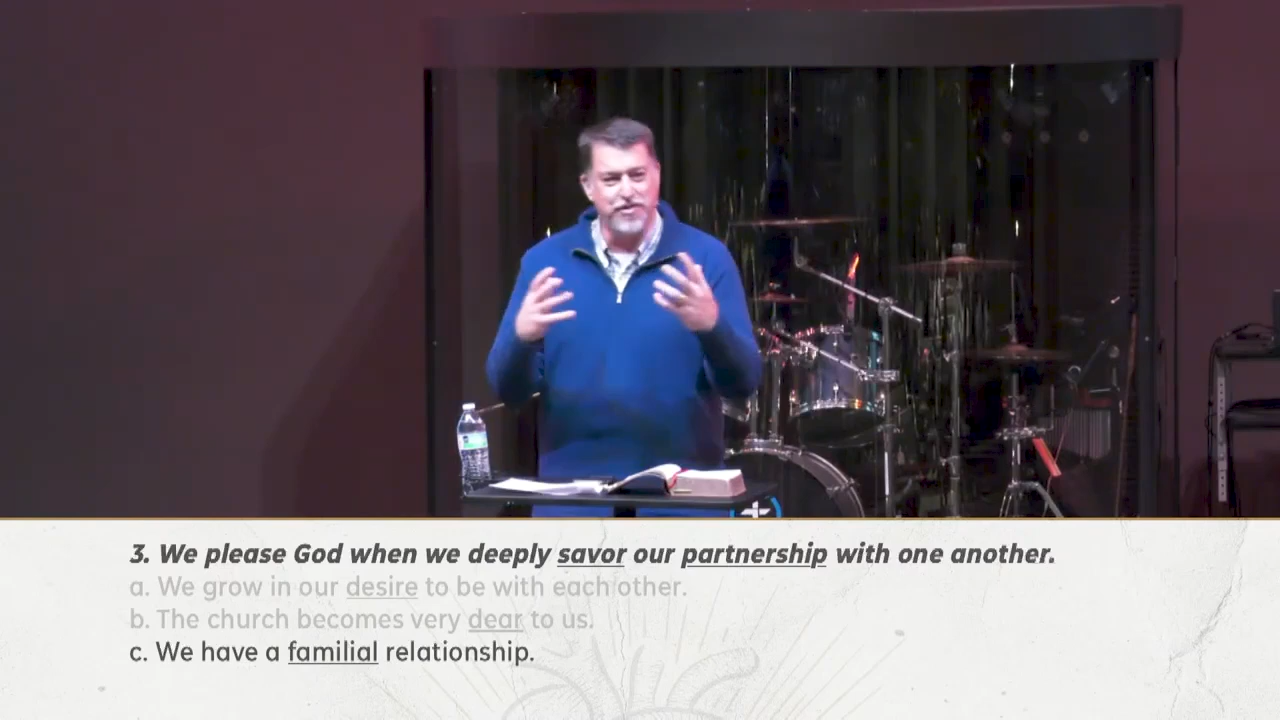 3. We please God when we deeply savor our partnership with one another.
a. We grow in our desire to be with each other.
b. The church becomes very dear to us.
c. We have a familial relationship.